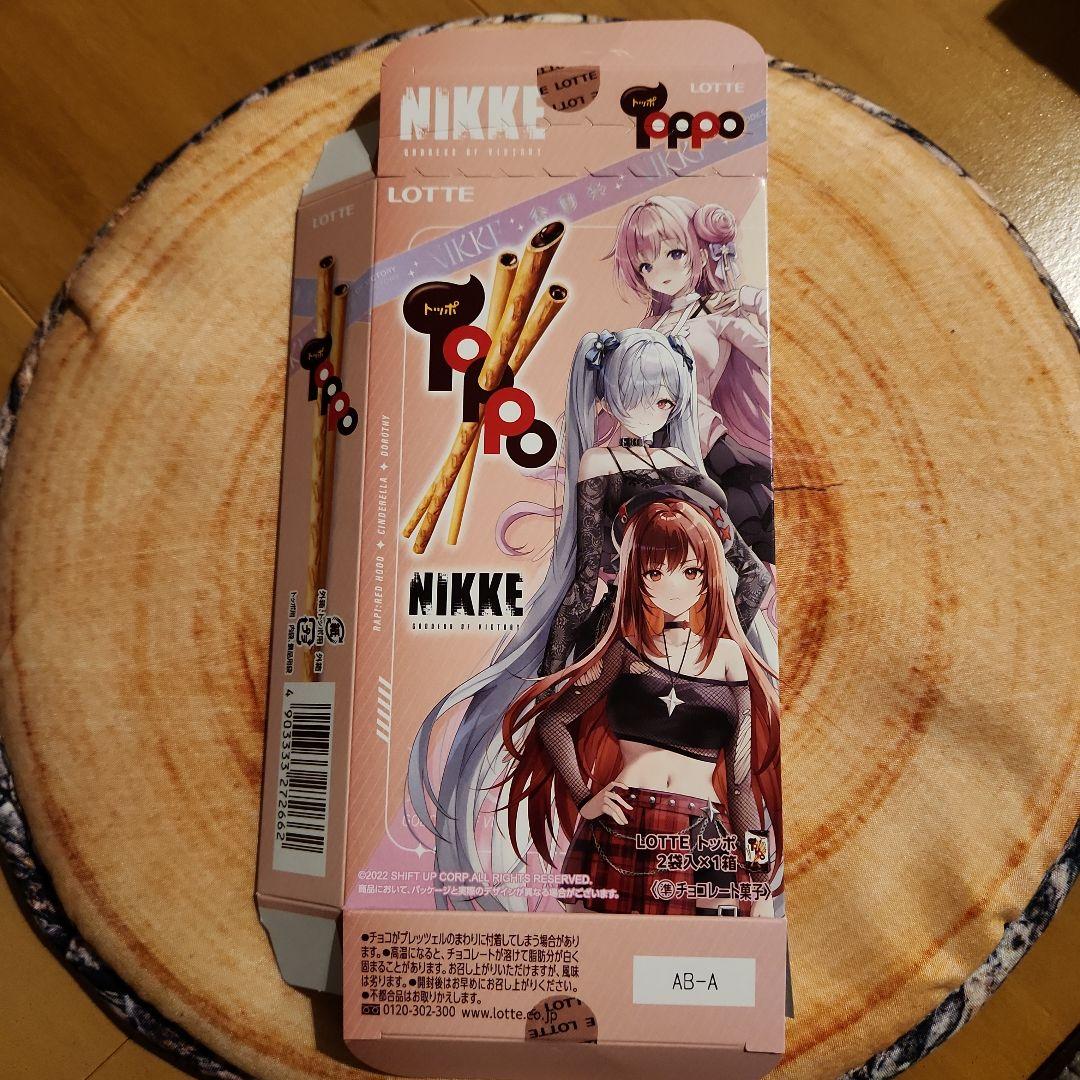 LOTTE
NIKKE
GODDESS OF VICTORY
LOTTE
トッポ
Toppo
LOTTE
NIKKE
NIKKE
トッポ
Toppo
NIKKE
GODDESS OF VICTORY
RAPI:RED HOOD ✦ CINDERELLA ✦ DOROTHY
LOTTE トッポ
2袋入×1箱
〈準チョコレート菓子〉
©2022 SHIFT UP CORP. ALL RIGHTS RESERVED.
商品において、パッケージと実際のデザインが異なる場合がございます。
●チョコがプレッツェルのまわりに付着してしまう場合があり
ます。●高温になると、チョコレートが溶けて脂肪分が白く
固まることがあります。お召し上がりいただけますが、風味
は劣ります。●開封後はお早めにお召し上がりください。
●不都合品はお取りかえします。
0120-302-300 www.lotte.co.jp
AB-A
LOTTE
LOTTE
LOTTE
トッポ
Toppo
紙
プラ
4 903333 272662